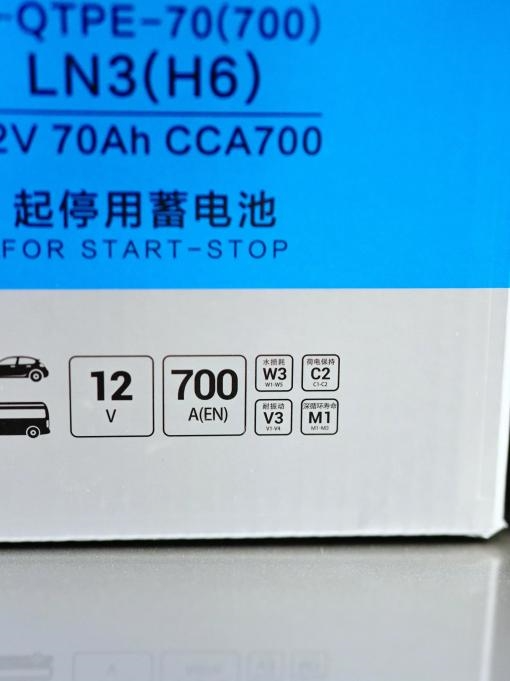 -QTPE-70(700)
LN3(H6)
2V 70Ah CCA700
起停用蓄电池
FOR START-STOP
12
V
700
A(EN)
水损耗
W3
W1-W5
荷电保持
C2
C1-C2
耐振动
V3
V1-V4
深循环寿命
M1
M1-M3